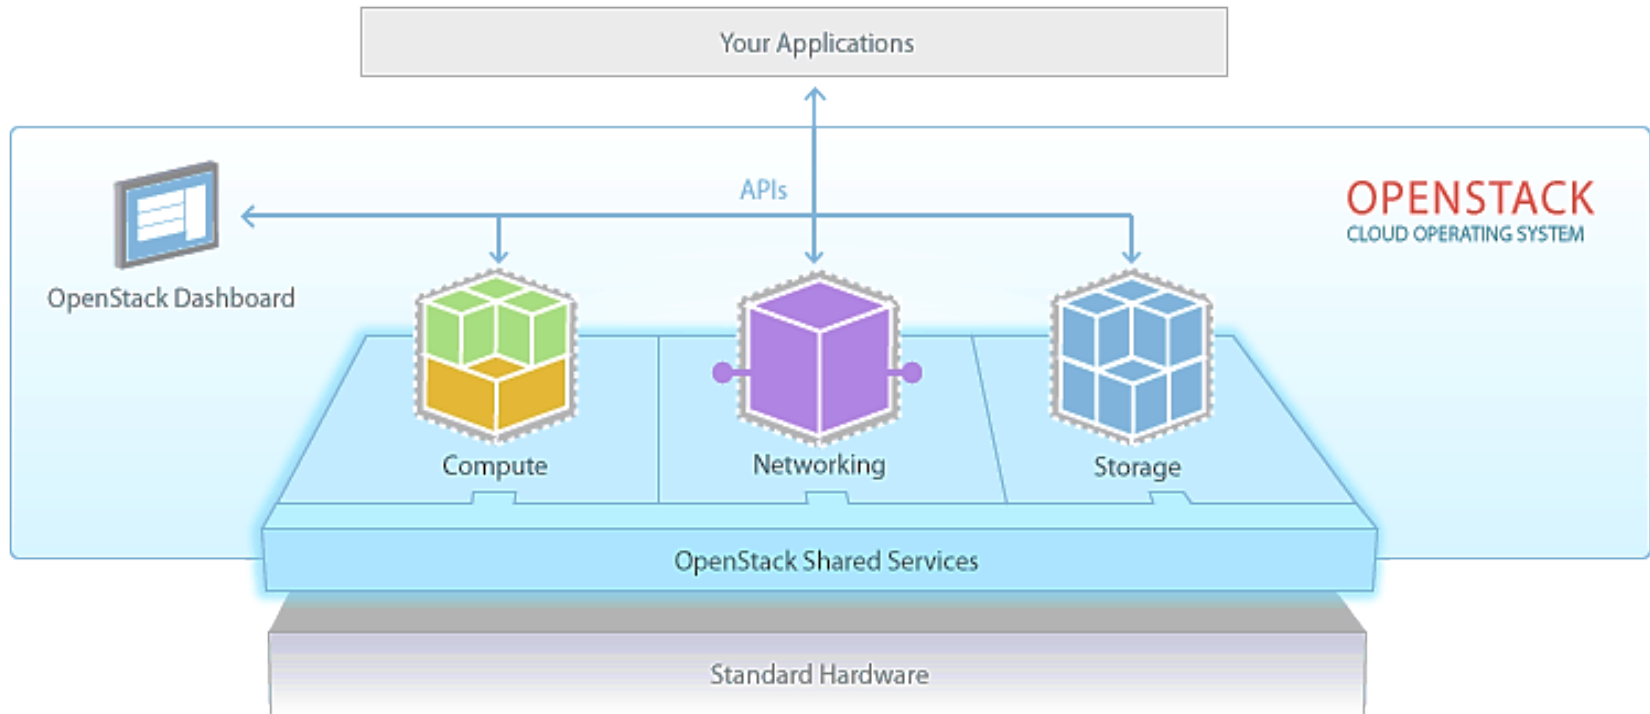 Your Applications
APIs
OPENSTACK
CLOUD OPERATING SYSTEM
OpenStack Dashboard
Compute
Networking
Storage
OpenStack Shared Services
Standard Hardware